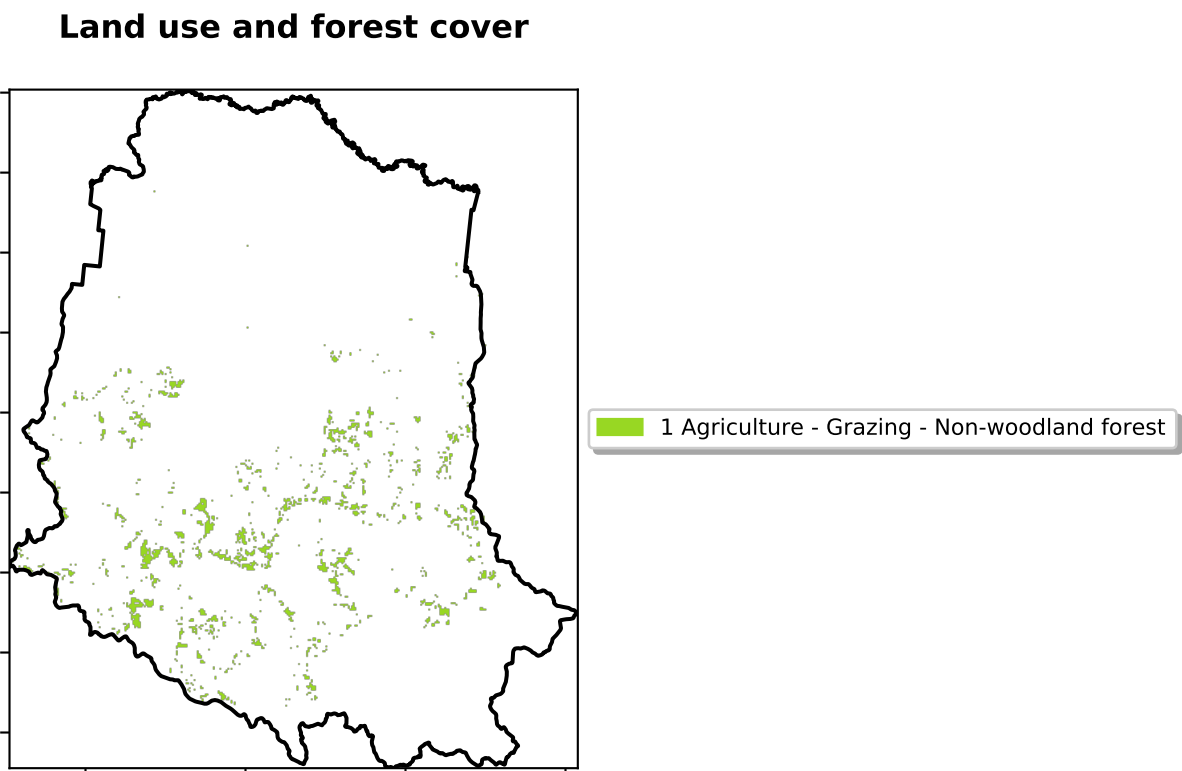 Land use and forest cover
1 Agriculture - Grazing - Non-woodland forest